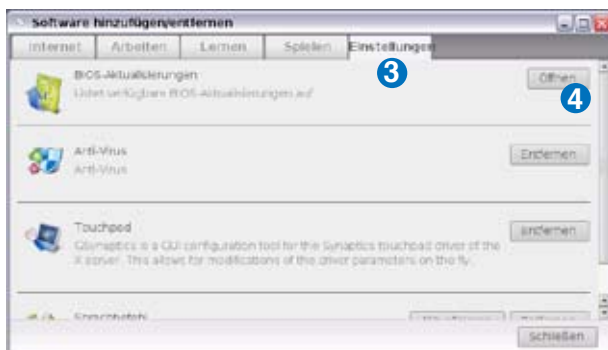 Software hinzufügen/entfernen
Internet Arbeiten Lernen Spielen Einstellungen
3
BIOS-Aktualisierungen
Listet verfügbare BIOS-Aktualisierungen auf
Öffnen
4
Anti-Virus
Anti-Virus
Entfernen
Touchpad
GSynaptics is a GUI configuration tool for the Synaptics touchpad driver of the
X server. This allows for modifications of the driver parameters on the fly.
Entfernen
Schließen